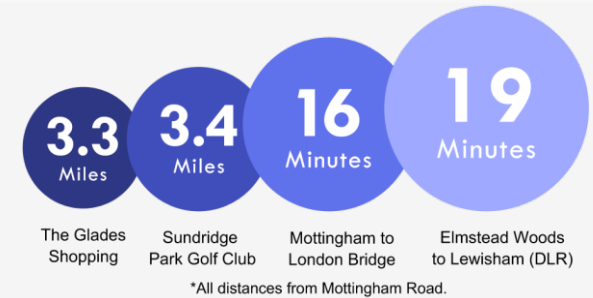 3.3
Miles
3.4
Miles
16
Minutes
19
Minutes
The Glades
Shopping
Sundridge
Park Golf Club
Mottingham to
London Bridge
Elmstead Woods
to Lewisham (DLR)
*All distances from Mottingham Road.